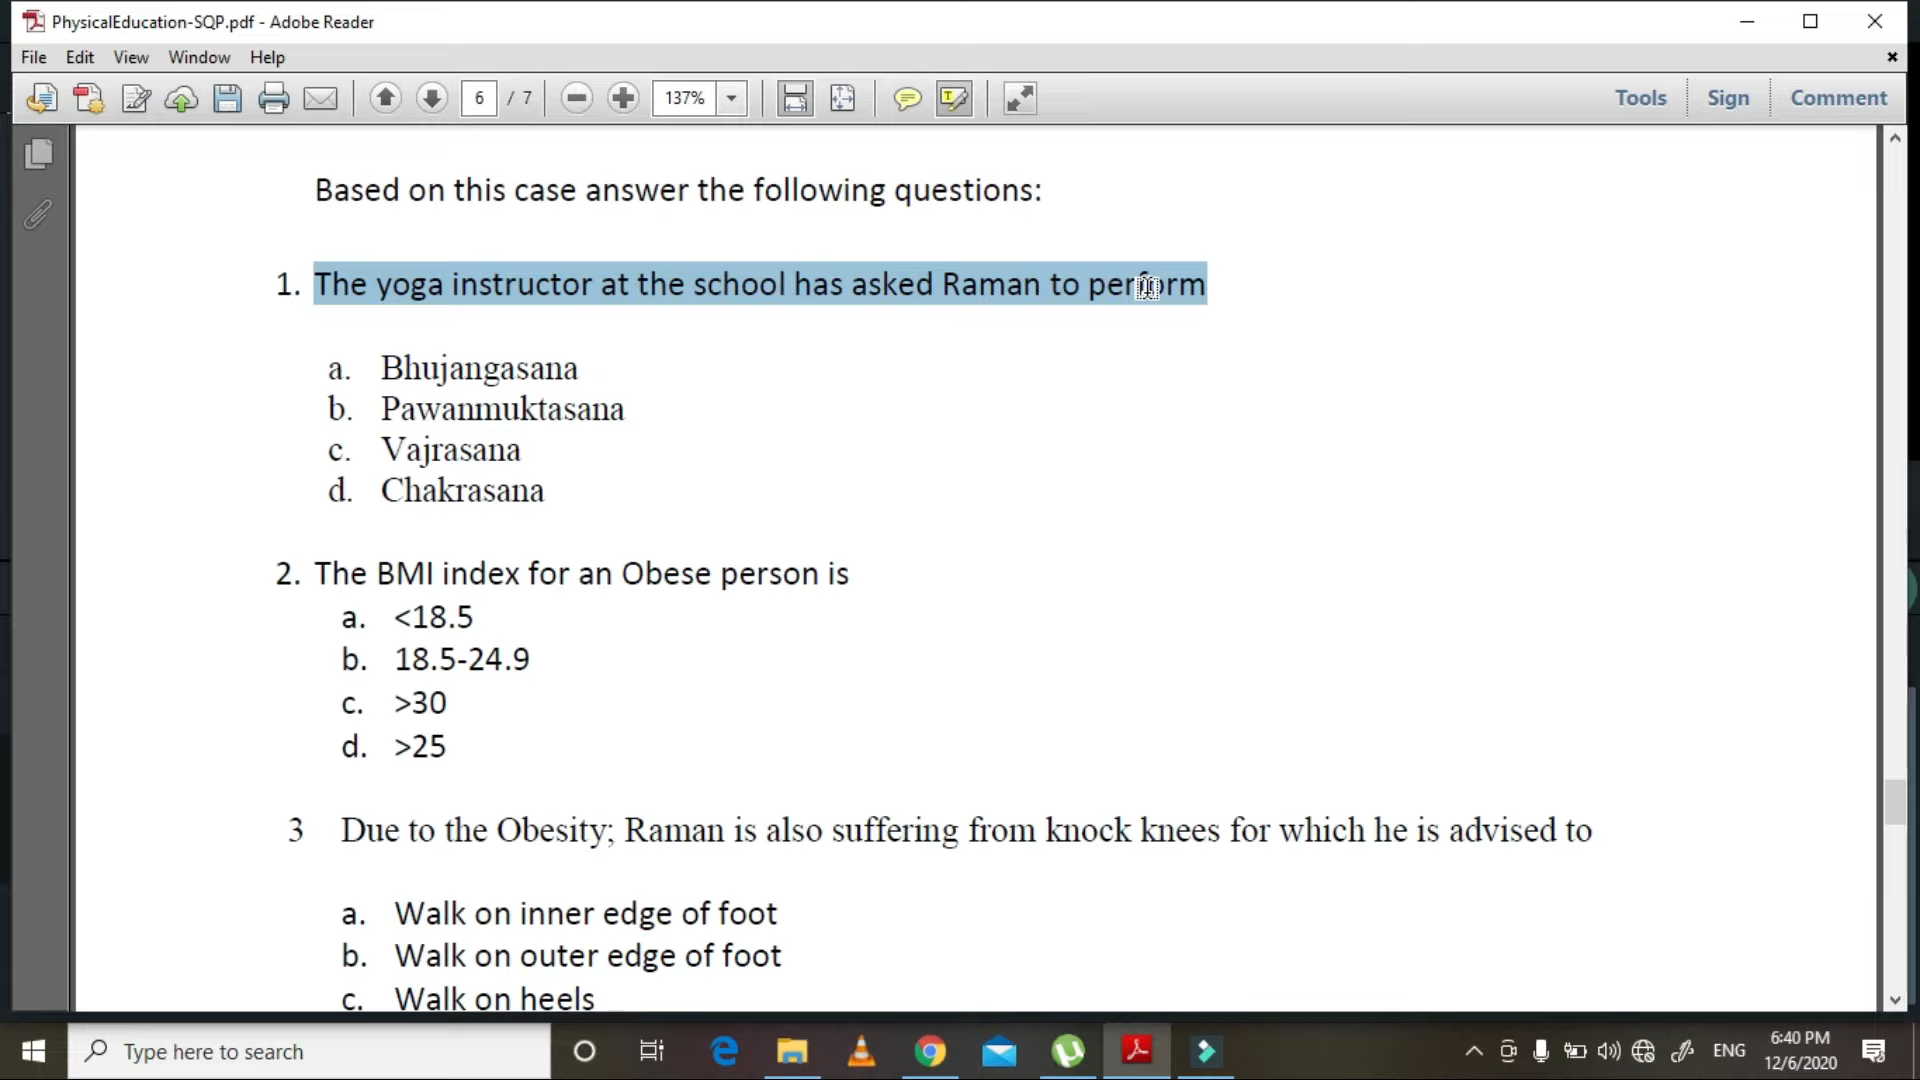 PhysicalEducation-SQP.pdf - Adobe Reader
File Edit View Window Help
6 / 7 137% Tools Sign Comment
Based on this case answer the following questions:
1. The yoga instructor at the school has asked Raman to perform
a. Bhujangasana
b. Pawanmuktasana
c. Vajrasana
d. Chakrasana
2. The BMI index for an Obese person is
a. <18.5
b. 18.5-24.9
c. >30
d. >25
3 Due to the Obesity; Raman is also suffering from knock knees for which he is advised to
a. Walk on inner edge of foot
b. Walk on outer edge of foot
c. Walk on heels
Type here to search
ENG
6:40 PM
12/6/2020